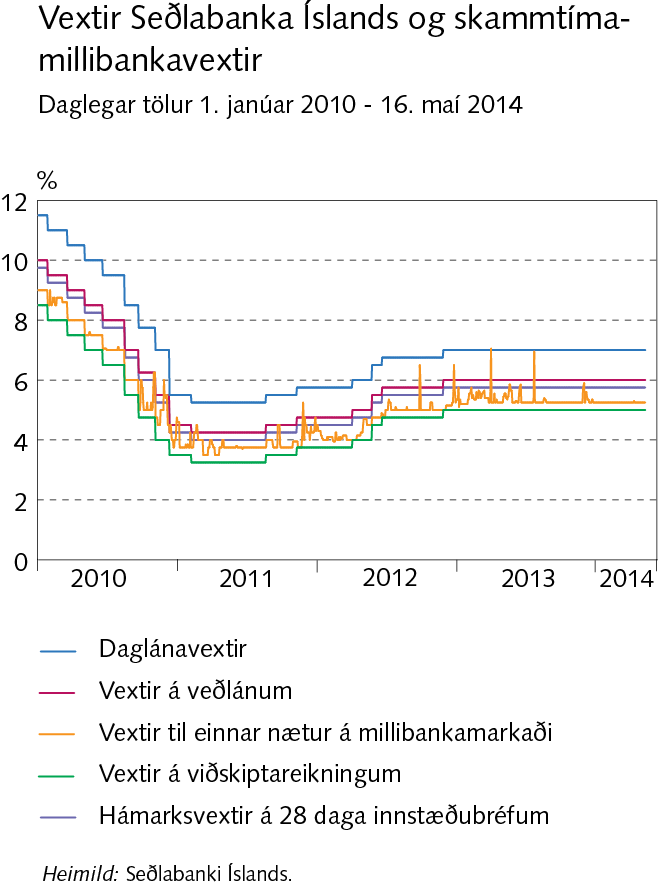 Vextir Seðlabanka Íslands og skammtíma-
millibankavextir
Daglegar tölur 1. janúar 2010 - 16. maí 2014
%
12
10
8
6
4
2
0
2010 2011 2012 2013 2014
Daglánavextir
Vextir á veðlánum
Vextir til einnar nætur á millibankamarkaði
Vextir á viðskiptareikningum
Hámarksvextir á 28 daga innstæðubréfum
Heimild: Seðlabanki Íslands.